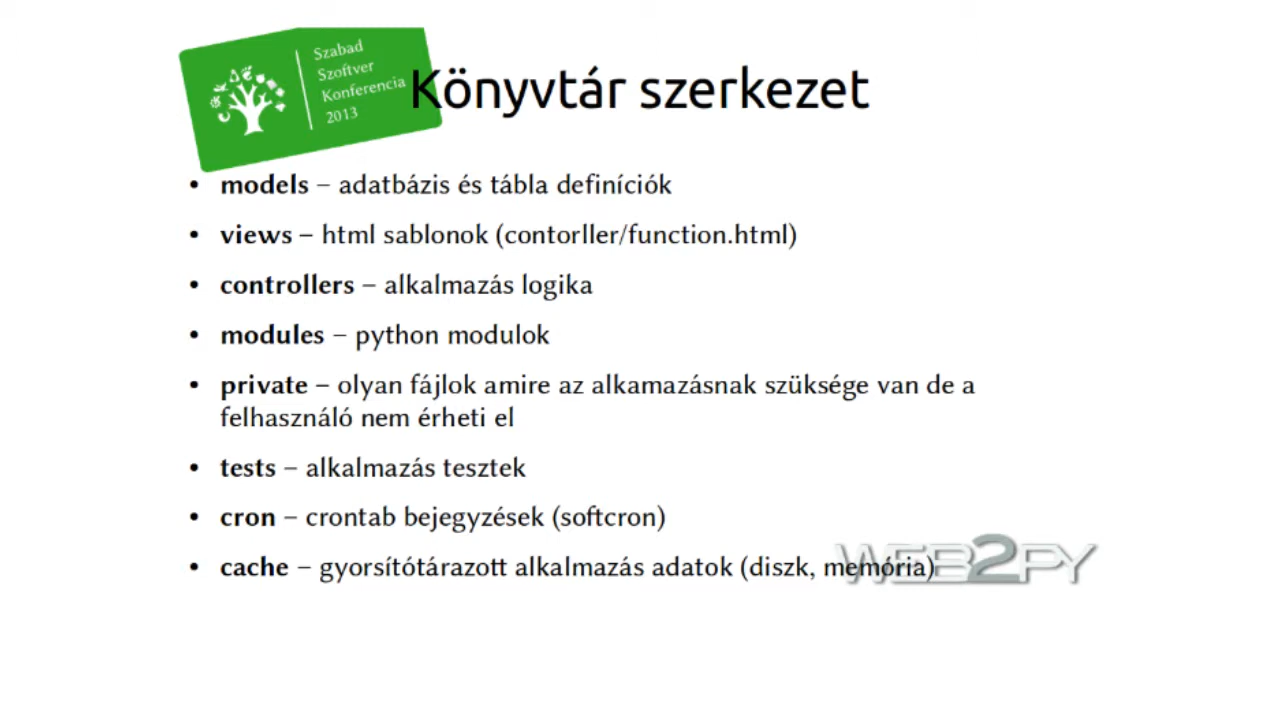 Szabad
Szoftver
Konferencia
2013
Könyvtár szerkezet
• models – adatbázis és tábla definíciók
• views – html sablonok (contorller/function.html)
• controllers – alkalmazás logika
• modules – python modulok
• private – olyan fájlok amire az alkamazásnak szüksége van de a
felhasználó nem érheti el
• tests – alkalmazás tesztek
• cron – crontab bejegyzések (softcron)
• cache – gyorsítótárazott alkalmazás adatok (diszk, memória)
WEB2PY